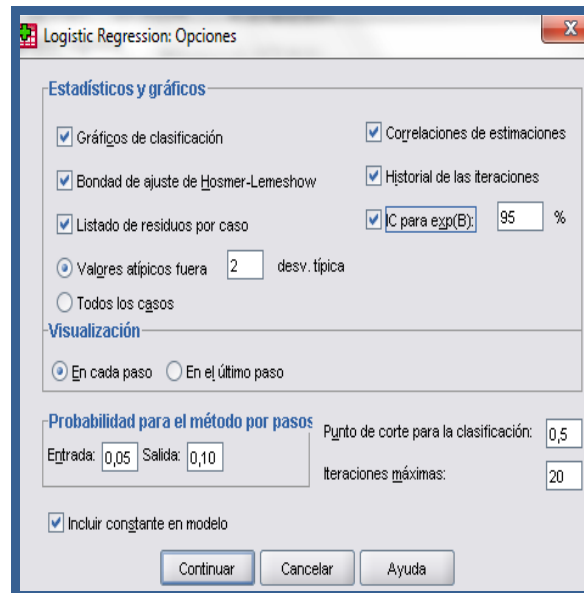 Logistic Regression: Opciones
X
Estadísticos y gráficos
Gráficos de clasificación
Correlaciones de estimaciones
Bondad de ajuste de Hosmer-Lemeshow
Historial de las iteraciones
Listado de residuos por caso
IC para exp(B): 95 %
Valores atípicos fuera 2 desv. típica
Todos los casos
Visualización
En cada paso En el último paso
Probabilidad para el método por pasos
Entrada: 0,05 Salida: 0,10
Punto de corte para la clasificación: 0,5
Iteraciones máximas: 20
Incluir constante en modelo
Continuar Cancelar Ayuda